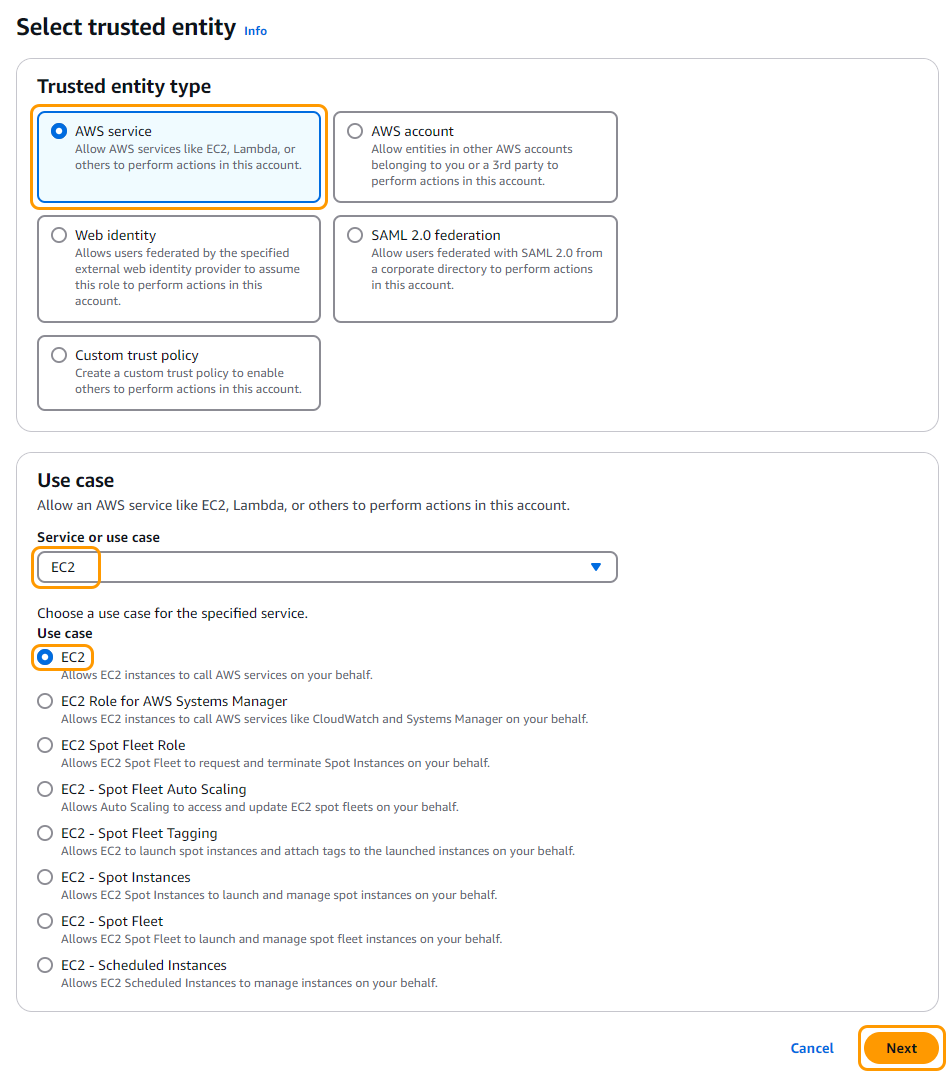 Select trusted entity Info
Trusted entity type
AWS service
Allow AWS services like EC2, Lambda, or
others to perform actions in this account.
AWS account
Allow entities in other AWS accounts
belonging to you or a 3rd party to
perform actions in this account.
Web identity
Allows users federated by the specified
external web identity provider to assume
this role to perform actions in this
account.
SAML 2.0 federation
Allow users federated with SAML 2.0 from
a corporate directory to perform actions
in this account.
Custom trust policy
Create a custom trust policy to enable
others to perform actions in this account.
Use case
Allow an AWS service like EC2, Lambda, or others to perform actions in this account.
Service or use case
EC2
Choose a use case for the specified service.
Use case
EC2
Allows EC2 instances to call AWS services on your behalf.
EC2 Role for AWS Systems Manager
Allows EC2 instances to call AWS services like CloudWatch and Systems Manager on your behalf.
EC2 Spot Fleet Role
Allows EC2 Spot Fleet to request and terminate Spot Instances on your behalf.
EC2 - Spot Fleet Auto Scaling
Allows Auto Scaling to access and update EC2 spot fleets on your behalf.
EC2 - Spot Fleet Tagging
Allows EC2 to launch spot instances and attach tags to the launched instances on your behalf.
EC2 - Spot Instances
Allows EC2 Spot Instances to launch and manage spot instances on your behalf.
EC2 - Spot Fleet
Allows EC2 Spot Fleet to launch and manage spot fleet instances on your behalf.
EC2 - Scheduled Instances
Allows EC2 Scheduled Instances to manage instances on your behalf.
Cancel Next